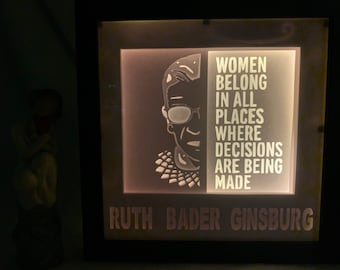 WOMEN
BELONG
IN ALL
PLACES
WHERE
DECISIONS
ARE BEING
MADE
RUTH BADER GINSBURG